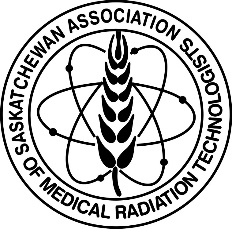 SASKATCHEWAN ASSOCIATION
OF MEDICAL RADIATION TECHNOLOGISTS